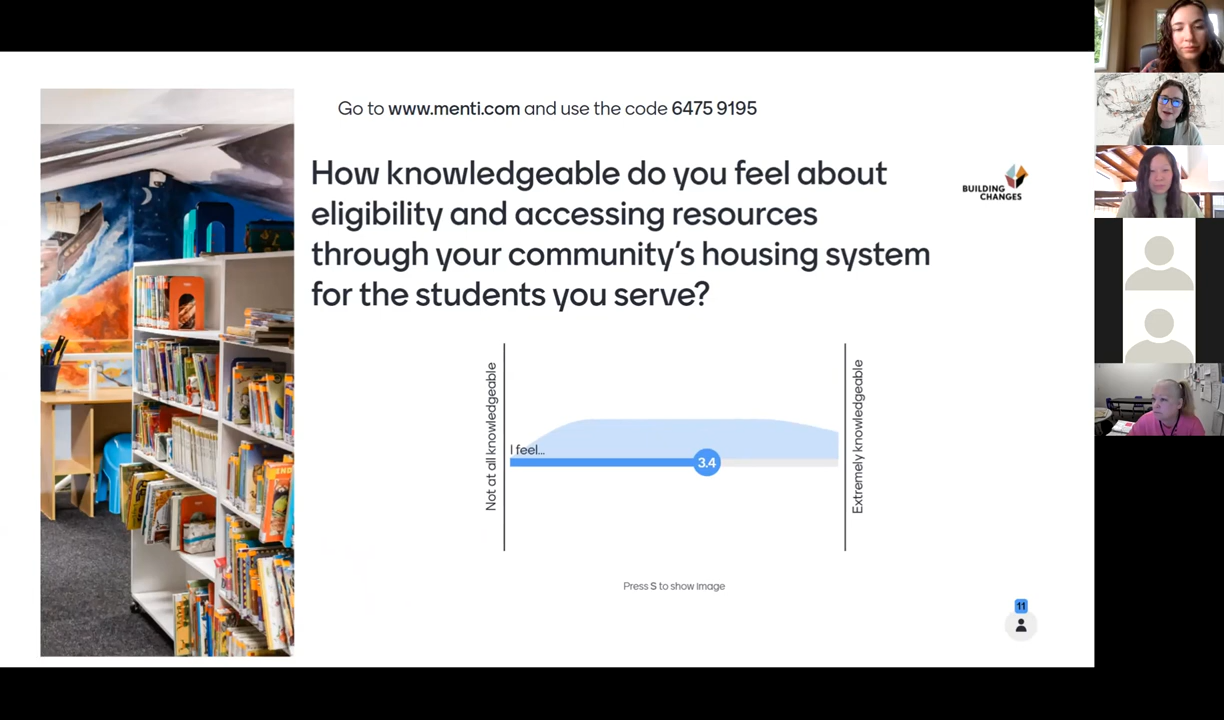 Go to www.menti.com and use the code 6475 9195
How knowledgeable do you feel about
eligibility and accessing resources
through your community's housing system
for the students you serve?
BUILDING
CHANGES
Not at all knowledgeable
I feel...
3.4
Extremely knowledgeable
Press S to show image
11